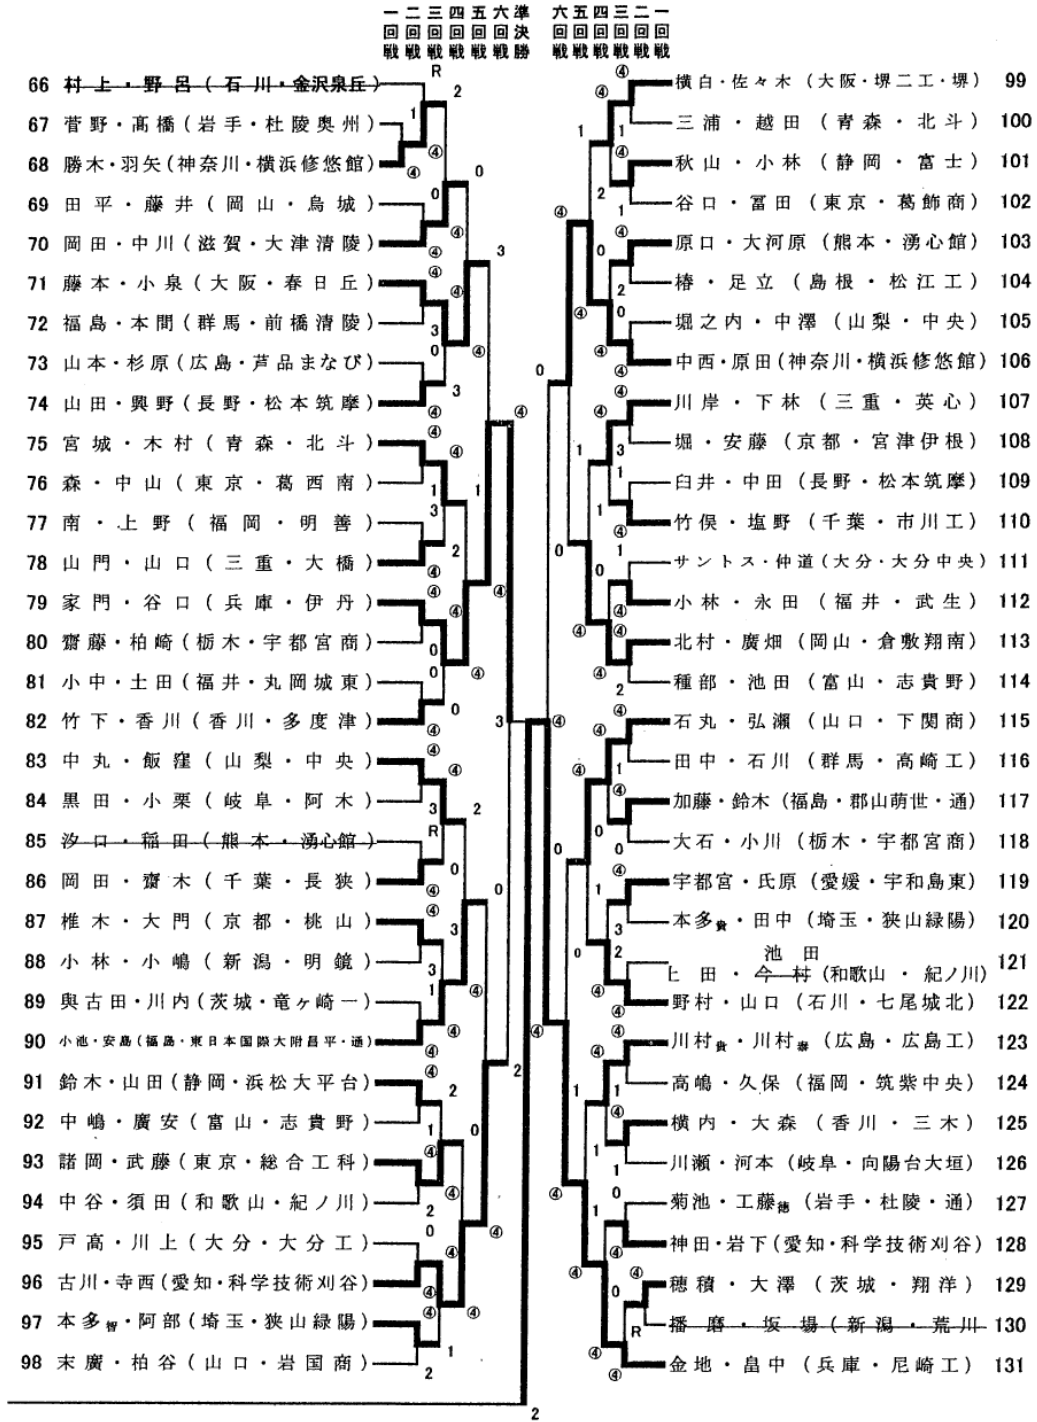 一回戦 二回戦 三回戦 四回戦 五回戦 六回戦 準決勝 六回戦 五回戦 四回戦 三回戦 二回戦 一回戦
66 村上・野呂(石川・金沢泉丘)
67 菅野・髙橋(岩手・杜陵奥州)
68 勝木・羽矢(神奈川・横浜修悠館)
69 田平・藤井(岡山・烏城)
70 岡田・中川(滋賀・大津清陵)
71 藤本・小泉(大阪・春日丘)
72 福島・本間(群馬・前橋清陵)
73 山本・杉原(広島・芦品まなび)
74 山田・興野(長野・松本筑摩)
75 宮城・木村(青森・北斗)
76 森・中山(東京・葛西南)
77 南・上野(福岡・明善)
78 山門・山口(三重・大橋)
79 家門・谷口(兵庫・伊丹)
80 齋藤・柏崎(栃木・宇都宮商)
81 小中・土田(福井・丸岡城東)
82 竹下・香川(香川・多度津)
83 中丸・飯窪(山梨・中央)
84 黒田・小栗(岐阜・阿木)
85 汐口・稲田(熊本・湧心館)
86 岡田・齋木(千葉・長狭)
87 椎木・大門(京都・桃山)
88 小林・小嶋(新潟・明鏡)
89 與古田・川内(茨城・竜ヶ崎一)
90 小池・安島(福島・東日本国際大附昌平・通)
91 鈴木・山田(静岡・浜松大平台)
92 中嶋・廣安(富山・志貴野)
93 諸岡・武藤(東京・総合工科)
94 中谷・須田(和歌山・紀ノ川)
95 戸高・川上(大分・大分工)
96 古川・寺西(愛知・科学技術刈谷)
97 本多智・阿部(埼玉・狭山緑陽)
98 末廣・柏谷(山口・岩国商)
横白・佐々木(大阪・堺二工・堺) 99
三浦・越田(青森・北斗) 100
秋山・小林(静岡・富士) 101
谷口・冨田(東京・葛飾商) 102
原口・大河原(熊本・湧心館) 103
椿・足立(島根・松江工) 104
堀之内・中澤(山梨・中央) 105
中西・原田(神奈川・横浜修悠館) 106
川岸・下林(三重・英心) 107
堀・安藤(京都・宮津伊根) 108
臼井・中田(長野・松本筑摩) 109
竹俣・塩野(千葉・市川工) 110
サントス・仲道(大分・大分中央) 111
小林・永田(福井・武生) 112
北村・廣畑(岡山・倉敷翔南) 113
種部・池田(富山・志貴野) 114
石丸・弘瀬(山口・下関商) 115
田中・石川(群馬・高崎工) 116
加藤・鈴木(福島・郡山萌世・通) 117
大石・小川(栃木・宇都宮商) 118
宇都宮・氏原(愛媛・宇和島東) 119
本多貴・田中(埼玉・狭山緑陽) 120
池田
上田・今村(和歌山・紀ノ川) 121
野村・山口(石川・七尾城北) 122
川村貴・川村泰(広島・広島工) 123
高嶋・久保(福岡・筑紫中央) 124
横内・大森(香川・三木) 125
川瀬・河本(岐阜・向陽台大垣) 126
菊池・工藤徳(岩手・杜陵・通) 127
神田・岩下(愛知・科学技術刈谷) 128
穂積・大澤(茨城・翔洋) 129
播磨・坂場(新潟・荒川 130
金地・畠中(兵庫・尼崎工) 131
2